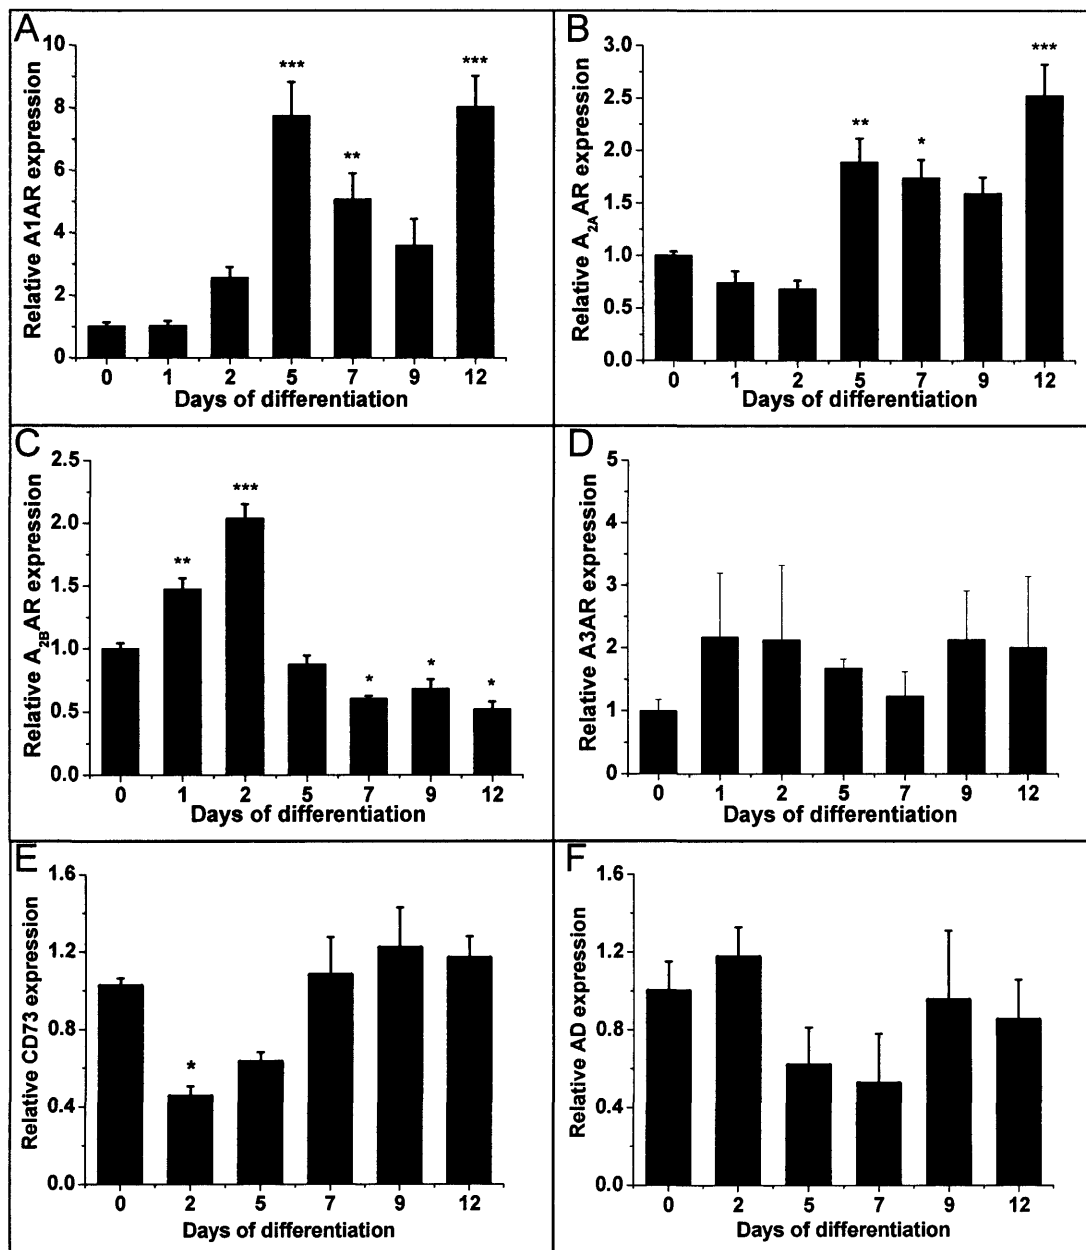 A
Relative A1AR expression
10
8
6
4
2
0
***
**
***
0 1 2 5 7 9 12
Days of differentiation
B
Relative A2AAR expression
3.0
2.5
2.0
1.5
1.0
0.5
0.0
**
*
***
0 1 2 5 7 9 12
Days of differentiation
C
Relative A2BAR expression
2.5
2.0
1.5
1.0
0.5
0.0
**
***
*
*
*
0 1 2 5 7 9 12
Days of differentiation
D
Relative A3AR expression
5
4
3
2
1
0
0 1 2 5 7 9 12
Days of differentiation
E
Relative CD73 expression
1.6
1.2
0.8
0.4
0.0
*
0 2 5 7 9 12
Days of differentiation
F
Relative AD expression
1.6
1.2
0.8
0.4
0.0
0 2 5 7 9 12
Days of differentiation